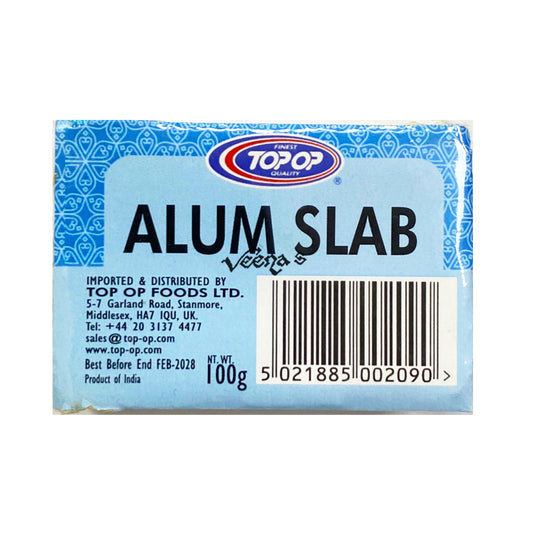 FINEST
TOP OP
QUALITY
®
ALUM SLAB
Veena's
IMPORTED & DISTRIBUTED BY
TOP OP FOODS LTD.
5-7 Garland Road, Stanmore,
Middlesex, HA7 1QU, UK.
Tel: +44 20 3137 4477
sales@top-op.com
www.top-op.com
Best Before End FEB-2028
Product of India
NT. WT.
100g
5 021885 002090 >